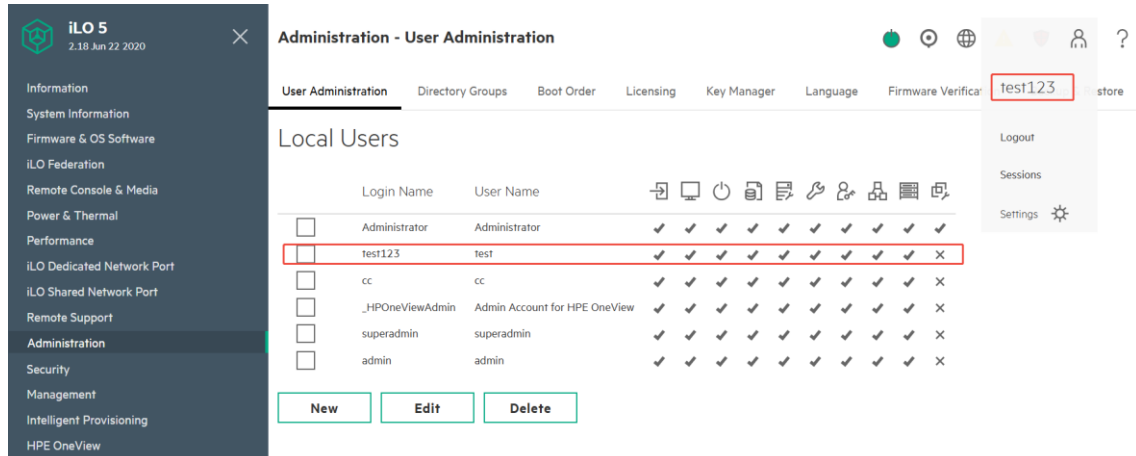 iLO 5
2.18 Jun 22 2020
Information
System Information
Firmware & OS Software
iLO Federation
Remote Console & Media
Power & Thermal
Performance
iLO Dedicated Network Port
iLO Shared Network Port
Remote Support
Administration
Security
Management
Intelligent Provisioning
HPE OneView
Administration - User Administration
?
User Administration Directory Groups Boot Order Licensing Key Manager Language Firmware
test123
Logout
Sessions
Settings
Local Users
Login Name User Name
Administrator Administrator
test123 test
cc cc
_HPOneViewAdmin Admin Account for HPE OneView
superadmin superadmin
admin admin
New Edit Delete